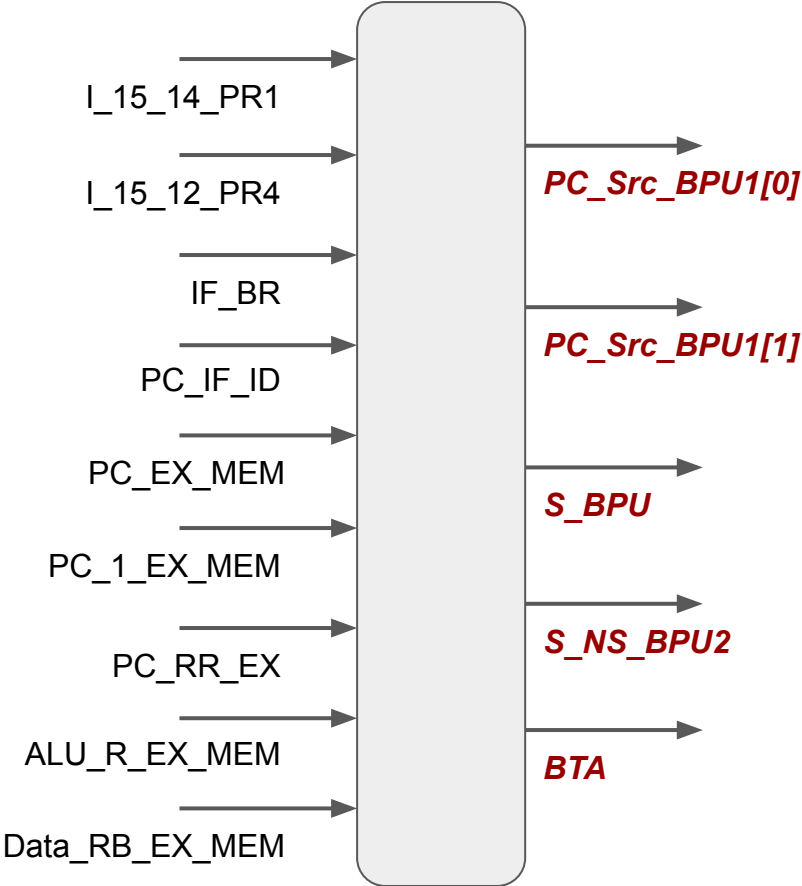 I_15_14_PR1
I_15_12_PR4
IF_BR
PC_IF_ID
PC_EX_MEM
PC_1_EX_MEM
PC_RR_EX
ALU_R_EX_MEM
Data_RB_EX_MEM
PC_Src_BPU1[0]
PC_Src_BPU1[1]
S_BPU
S_NS_BPU2
BTA